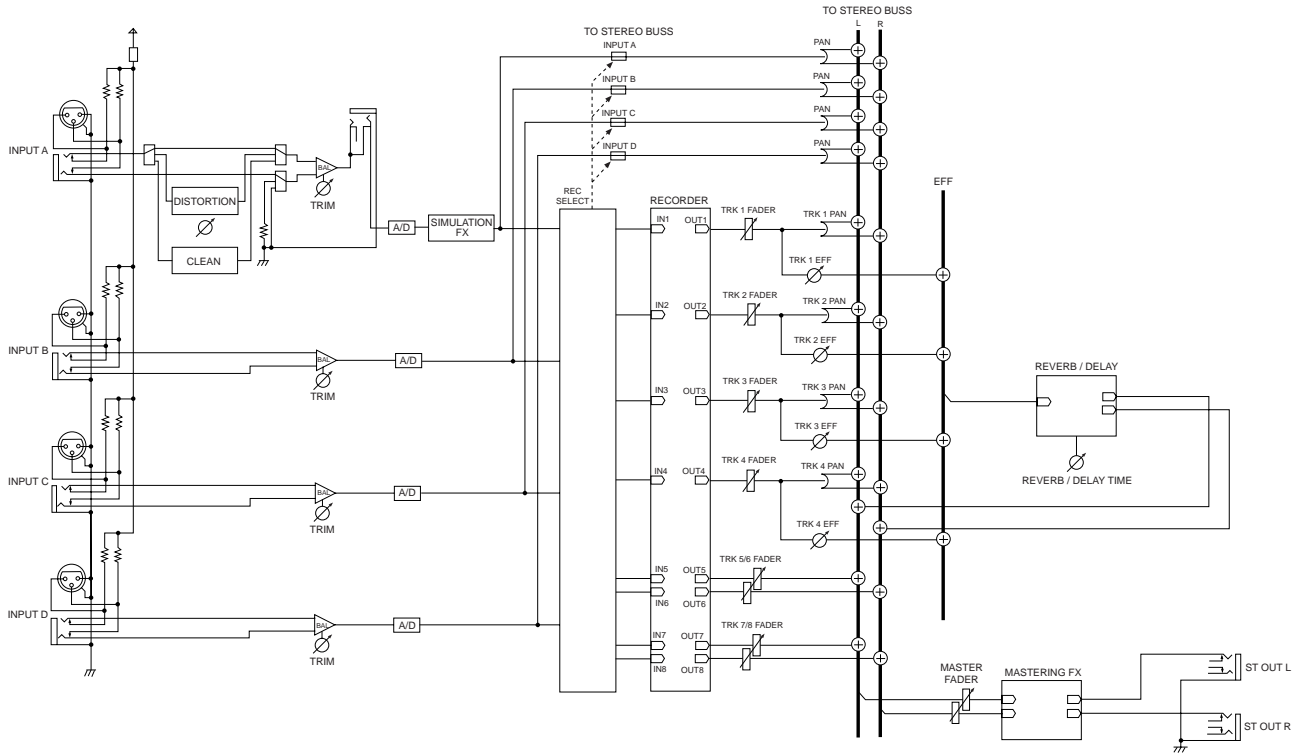 TO STEREO BUSS
L R
TO STEREO BUSS
INPUT A
PAN
INPUT B
PAN
INPUT C
PAN
INPUT D
PAN
INPUT A
DISTORTION
CLEAN
BAL
TRIM
A/D
SIMULATION
FX
REC
SELECT
RECORDER
EFF
IN1
OUT1
TRK 1 FADER
TRK 1 PAN
TRK 1 EFF
IN2
OUT2
TRK 2 FADER
TRK 2 PAN
TRK 2 EFF
INPUT B
BAL
TRIM
A/D
IN3
OUT3
TRK 3 FADER
TRK 3 PAN
TRK 3 EFF
REVERB / DELAY
REVERB / DELAY TIME
IN4
OUT4
TRK 4 FADER
TRK 4 PAN
TRK 4 EFF
INPUT C
BAL
TRIM
A/D
IN5
OUT5
TRK 5/6 FADER
IN6
OUT6
INPUT D
BAL
TRIM
A/D
TRK 7/8 FADER
IN7
OUT7
IN8
OUT8
MASTER
FADER
MASTERING FX
ST OUT L
ST OUT R